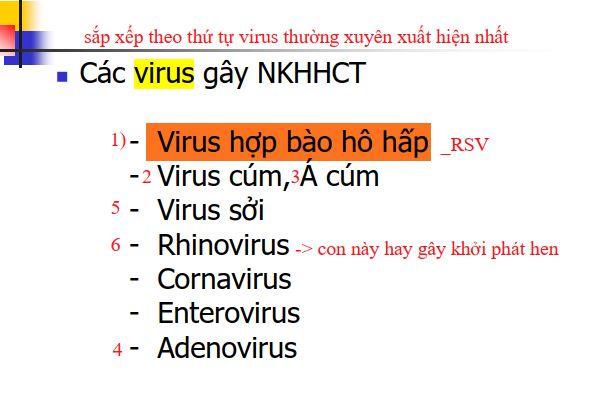 sắp xếp theo thứ tự virus thường xuyên xuất hiện nhất
Các virus gây NKHHCT
1) - Virus hợp bào hô hấp _RSV
- 2 Virus cúm,3Á cúm
5 - Virus sởi
6 - Rhinovirus -> con này hay gây khởi phát hen
- Cornavirus
- Enterovirus
4 - Adenovirus